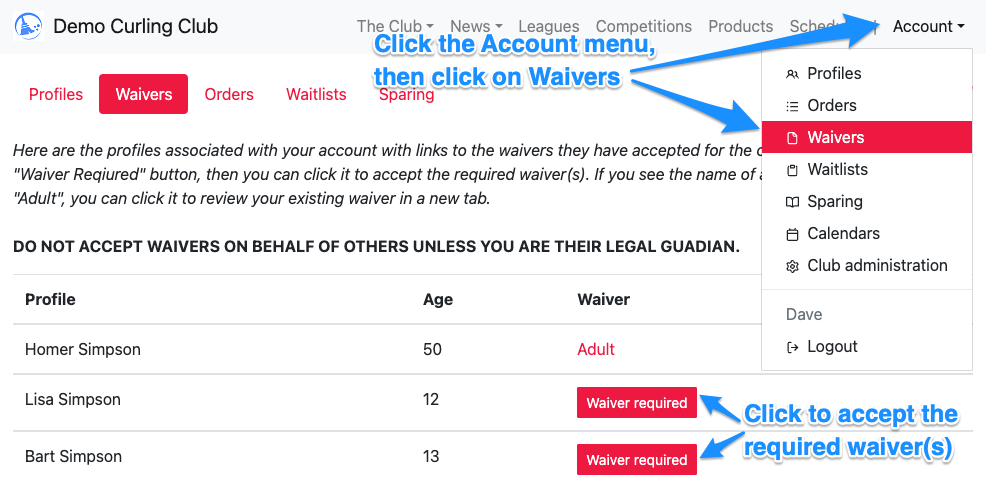 Demo Curling Club
The Club News Leagues Competitions Products Account
Click the Account menu,
then click on Waivers
Profiles Waivers Orders Waitlists Sparing
Profiles
Orders
Waivers
Waitlists
Sparing
Calendars
Club administration
Dave
Logout
Here are the profiles associated with your account with links to the waivers they have accepted for the
"Waiver Reqiured" button, then you can click it to accept the required waiver(s). If you see the name of
"Adult", you can click it to review your existing waiver in a new tab.
DO NOT ACCEPT WAIVERS ON BEHALF OF OTHERS UNLESS YOU ARE THEIR LEGAL GUADIAN.
Profile Age Waiver
Homer Simpson 50 Adult
Lisa Simpson 12 Waiver required
Bart Simpson 13 Waiver required
Click to accept the
required waiver(s)